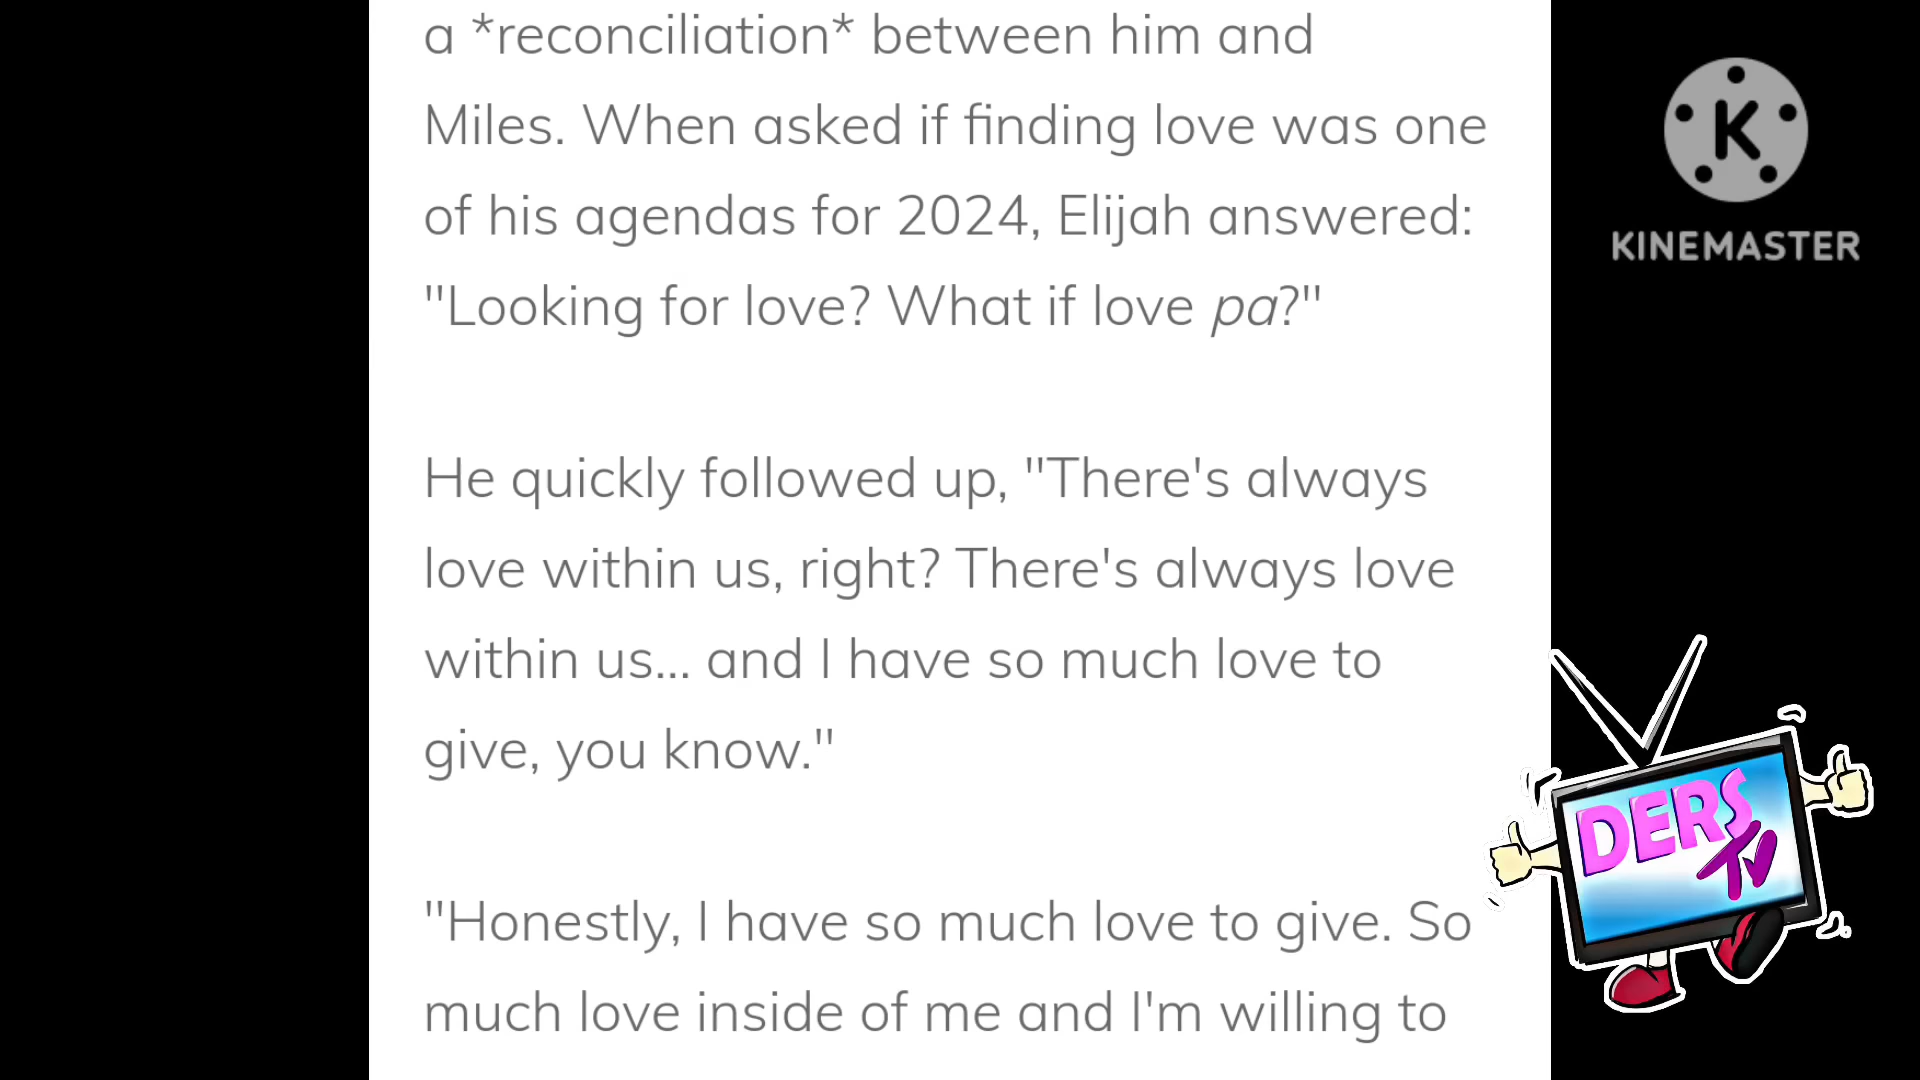 a *reconciliation* between him and
Miles. When asked if finding love was one
of his agendas for 2024, Elijah answered:
"Looking for love? What if love pa?"
He quickly followed up, "There's always
love within us, right? There's always love
within us... and I have so much love to
give, you know."
"Honestly, I have so much love to give. So
much love inside of me and I'm willing to
K
KINEMASTER
DERS
TV